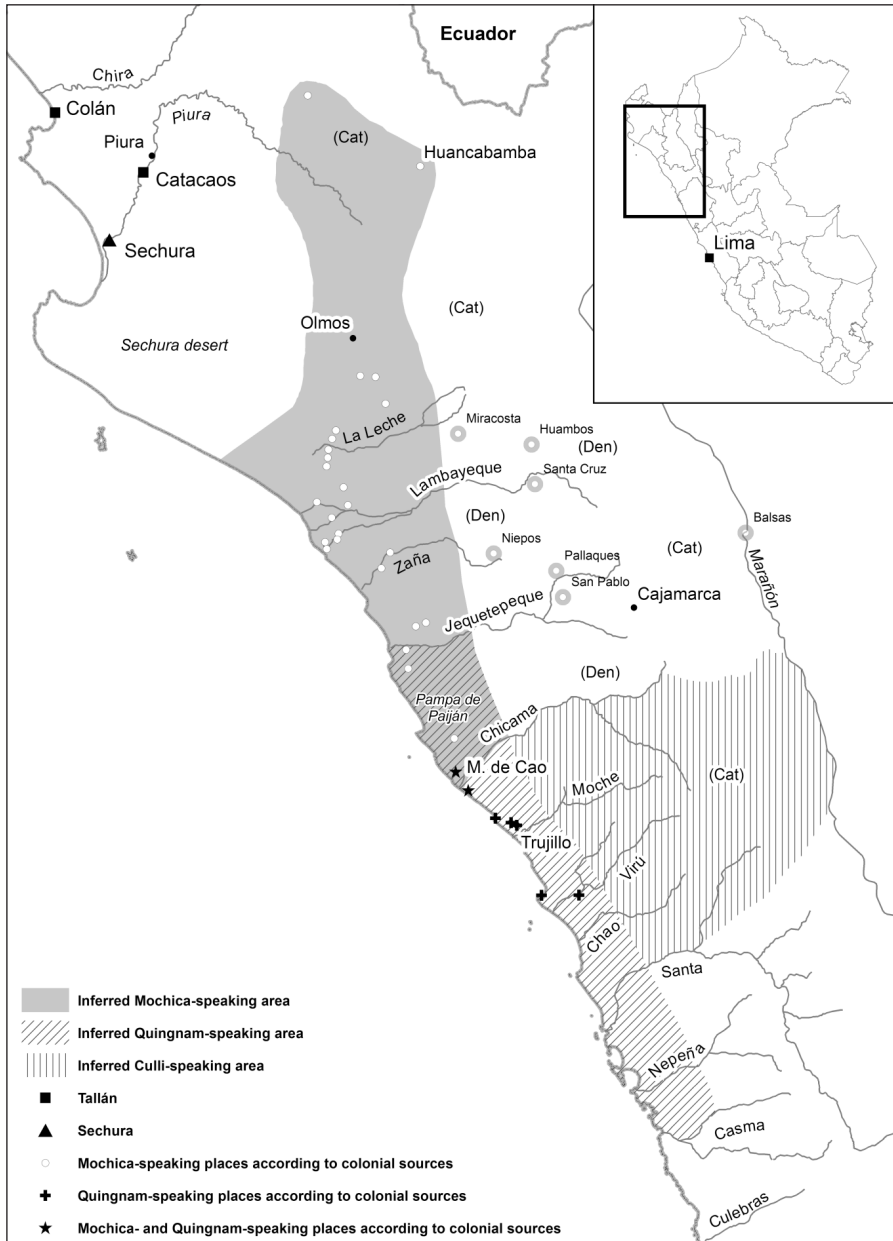 Ecuador
Chira
Colán
Piura
Piura
(Cat)
Huancabamba
Catacaos
Lima
Sechura
(Cat)
Olmos
Sechura desert
La Leche
Miracosta
Huambos
(Den)
Lambayeque
Santa Cruz
(Den)
Balsas
Niepos
(Cat)
Zaña
Pallaques
Marañón
San Pablo
Cajamarca
Jequetepeque
(Den)
Pampa de
Paiján
Chicama
M. de Cao
Moche
(Cat)
Trujillo
Virú
Chao
Santa
Inferred Mochica-speaking area
Inferred Quingnam-speaking area
Inferred Culli-speaking area
Nepeña
Tallán
Sechura
Casma
Mochica-speaking places according to colonial sources
Quingnam-speaking places according to colonial sources
Culebras
Mochica- and Quingnam-speaking places according to colonial sources